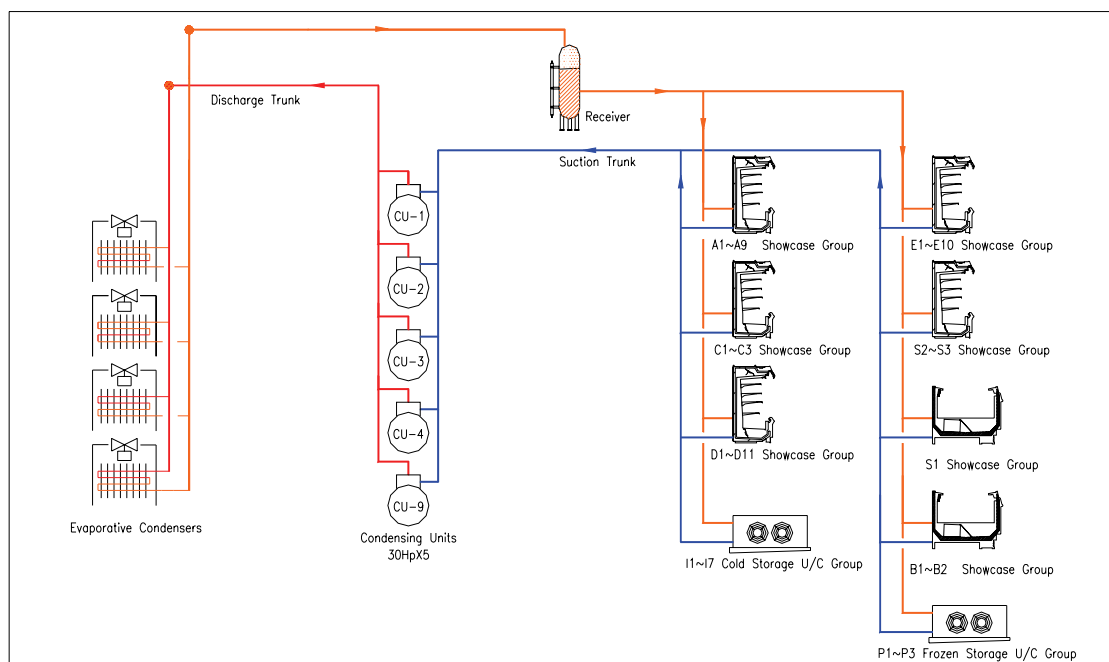 Discharge Trunk
Receiver
Suction Trunk
CU-1
CU-2
CU-3
CU-4
CU-9
Evaporative Condensers
Condensing Units
30HpX5
A1~A9 Showcase Group
E1~E10 Showcase Group
C1~C3 Showcase Group
S2~S3 Showcase Group
D1~D11 Showcase Group
S1 Showcase Group
I1~I7 Cold Storage U/C Group
B1~B2 Showcase Group
P1~P3 Frozen Storage U/C Group